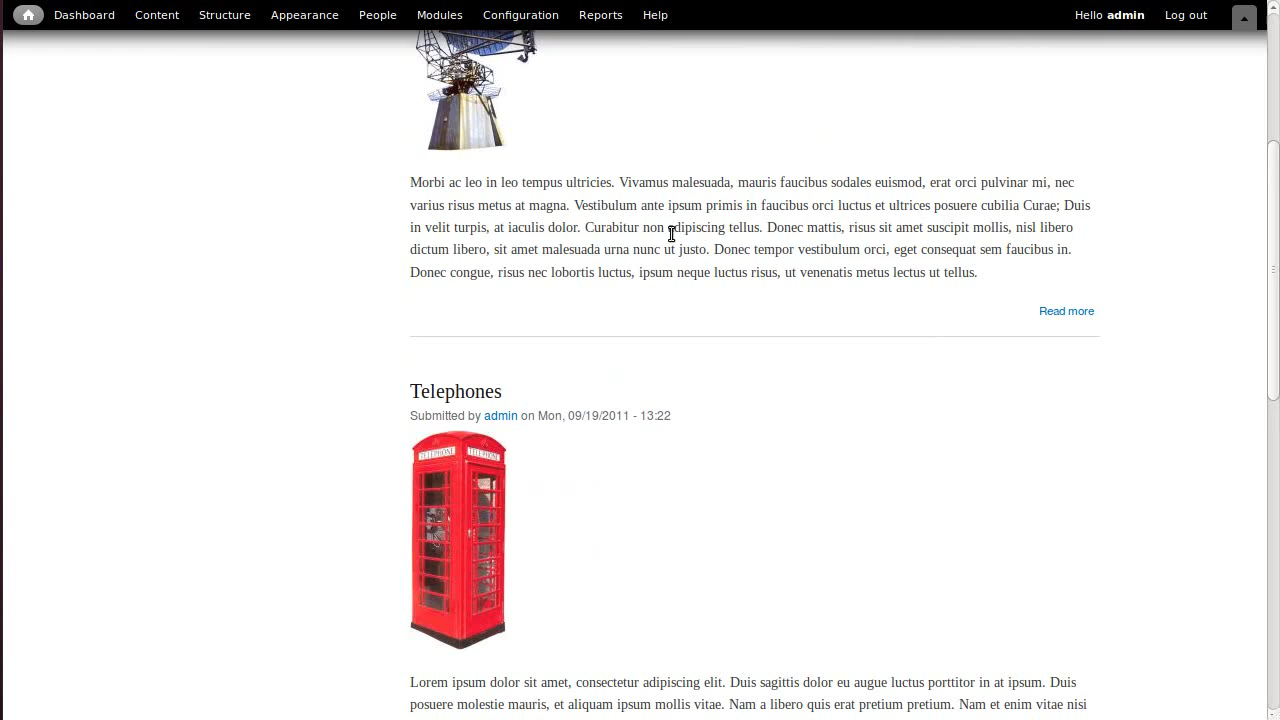 Dashboard Content Structure Appearance People Modules Configuration Reports Help Hello admin Log out
Morbi ac leo in leo tempus ultricies. Vivamus malesuada, mauris faucibus sodales euismod, erat orci pulvinar mi, nec
varius risus metus at magna. Vestibulum ante ipsum primis in faucibus orci luctus et ultrices posuere cubilia Curae; Duis
in velit turpis, at iaculis dolor. Curabitur non adipiscing tellus. Donec mattis, risus sit amet suscipit mollis, nisl libero
dictum libero, sit amet malesuada urna nunc ut justo. Donec tempor vestibulum orci, eget consequat sem faucibus in.
Donec congue, risus nec lobortis luctus, ipsum neque luctus risus, ut venenatis metus lectus ut tellus.
Read more
Telephones
Submitted by admin on Mon, 09/19/2011 - 13:22
TELEPHONE TELEPHONE
Lorem ipsum dolor sit amet, consectetur adipiscing elit. Duis sagittis dolor eu augue luctus porttitor in at ipsum. Duis
posuere molestie mauris, et aliquam ipsum mollis vitae. Nam a libero quis erat pretium pretium. Nam et enim vitae nisi